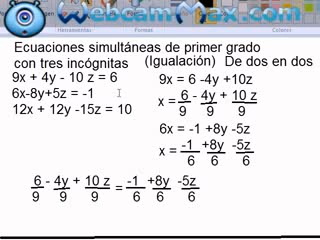 WebcamMax.com
Herramientas Formas Colores
Ecuaciones simultáneas de primer grado
con tres incógnitas (Igualación) De dos en dos
9x + 4y - 10 z = 6
6x-8y+5z = -1
12x + 12y -15z = 10
9x = 6 -4y +10z
x = 6 - 4y + 10 z
9 9 9
6x = -1 +8y -5z
x = -1 +8y -5z
6 6 6
6 - 4y + 10 z = -1 +8y -5z
9 9 9 6 6 6